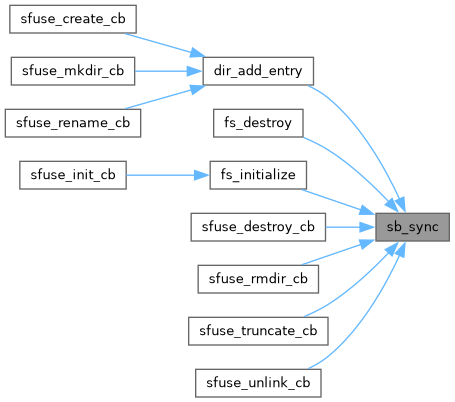 sfuse_create_cb
sfuse_mkdir_cb
dir_add_entry
sfuse_rename_cb
fs_destroy
sfuse_init_cb
fs_initialize
sfuse_destroy_cb
sb_sync
sfuse_rmdir_cb
sfuse_truncate_cb
sfuse_unlink_cb